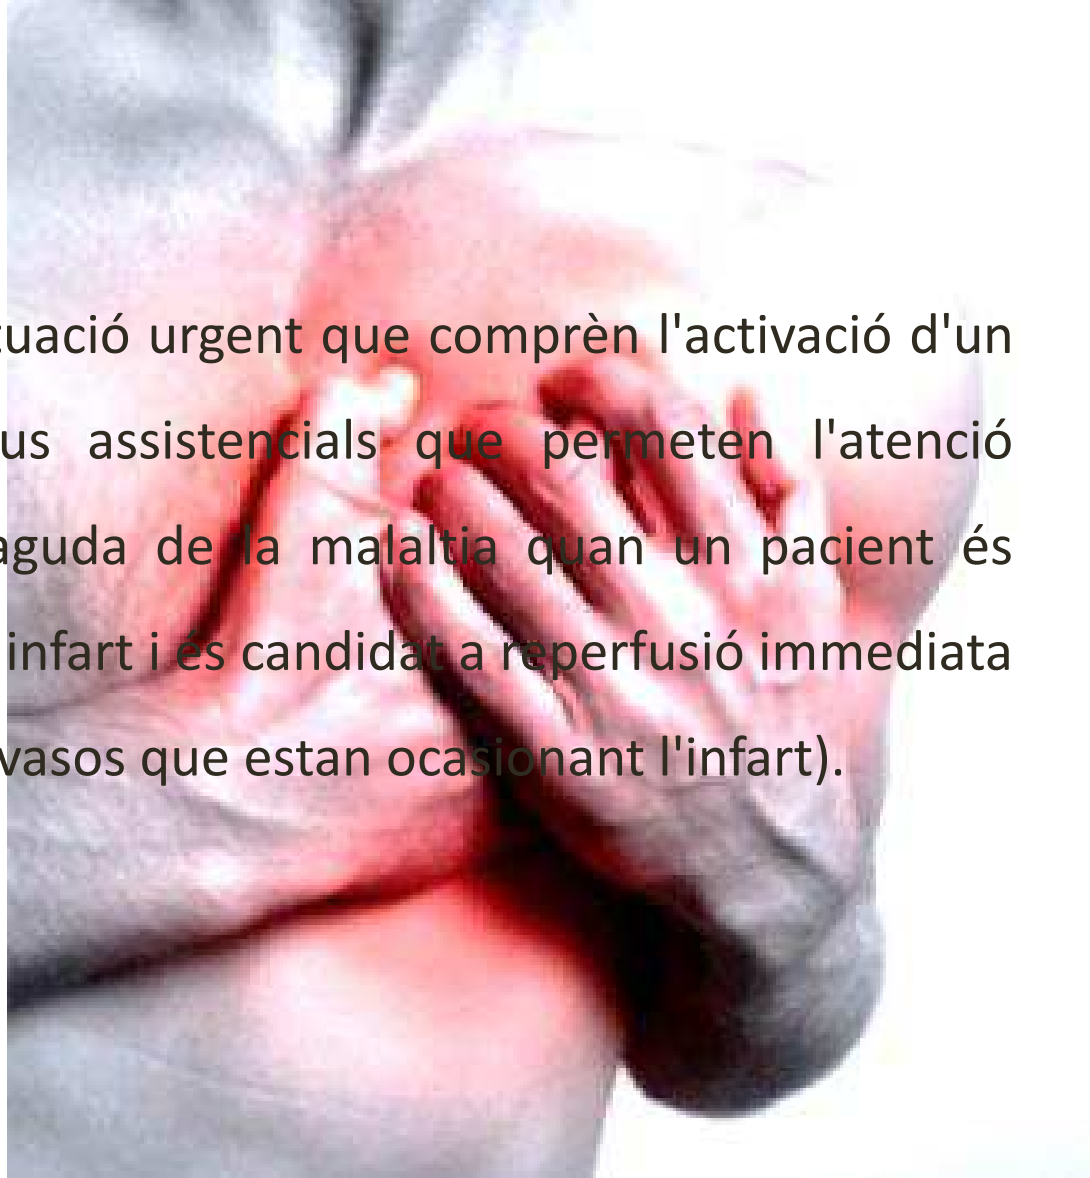 tuació urgent que comprèn l'activació d'un
us assistencials que permeten l'atenció
aguda de la malaltia quan un pacient és
infart i és candidat a reperfusió immediata
vasos que estan ocasionant l'infart).